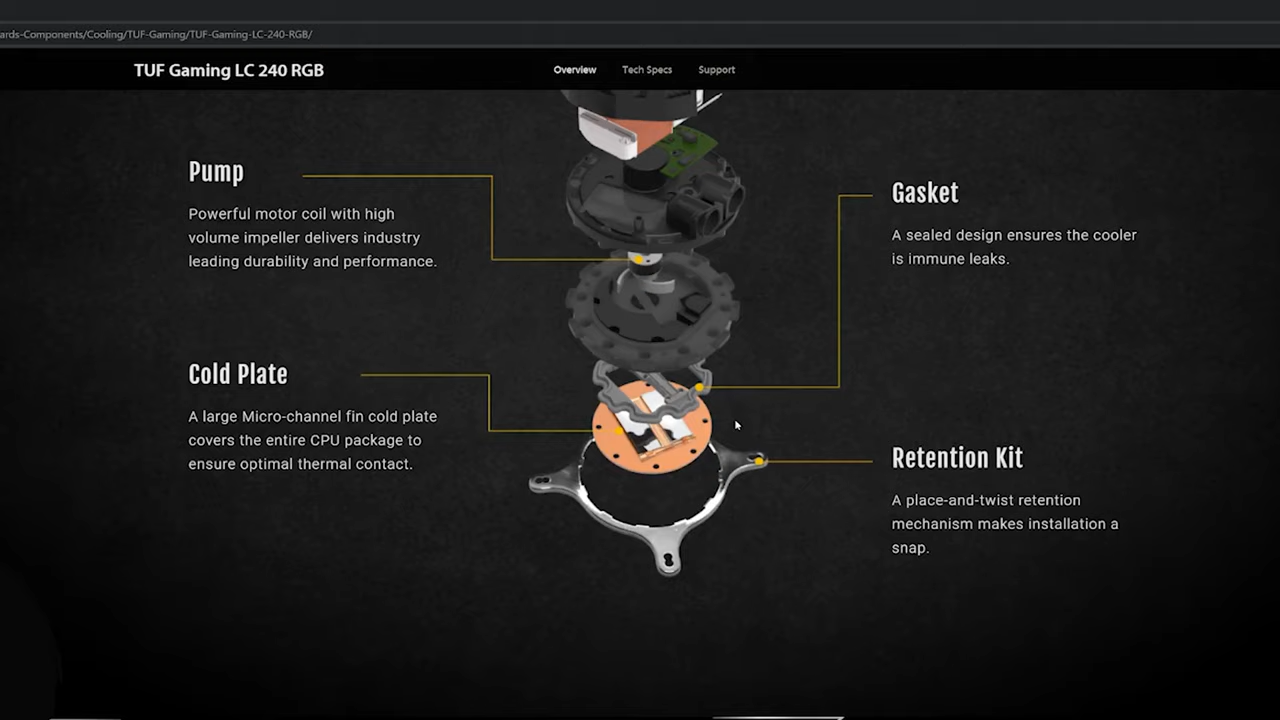 ards-Components/Cooling/TUF-Gaming/TUF-Gaming-LC-240-RGB/
TUF Gaming LC 240 RGB
Overview
Tech Specs
Support
Pump
Powerful motor coil with high
volume impeller delivers industry
leading durability and performance.
Gasket
A sealed design ensures the cooler
is immune leaks.
Cold Plate
A large Micro-channel fin cold plate
covers the entire CPU package to
ensure optimal thermal contact.
Retention Kit
A place-and-twist retention
mechanism makes installation a
snap.